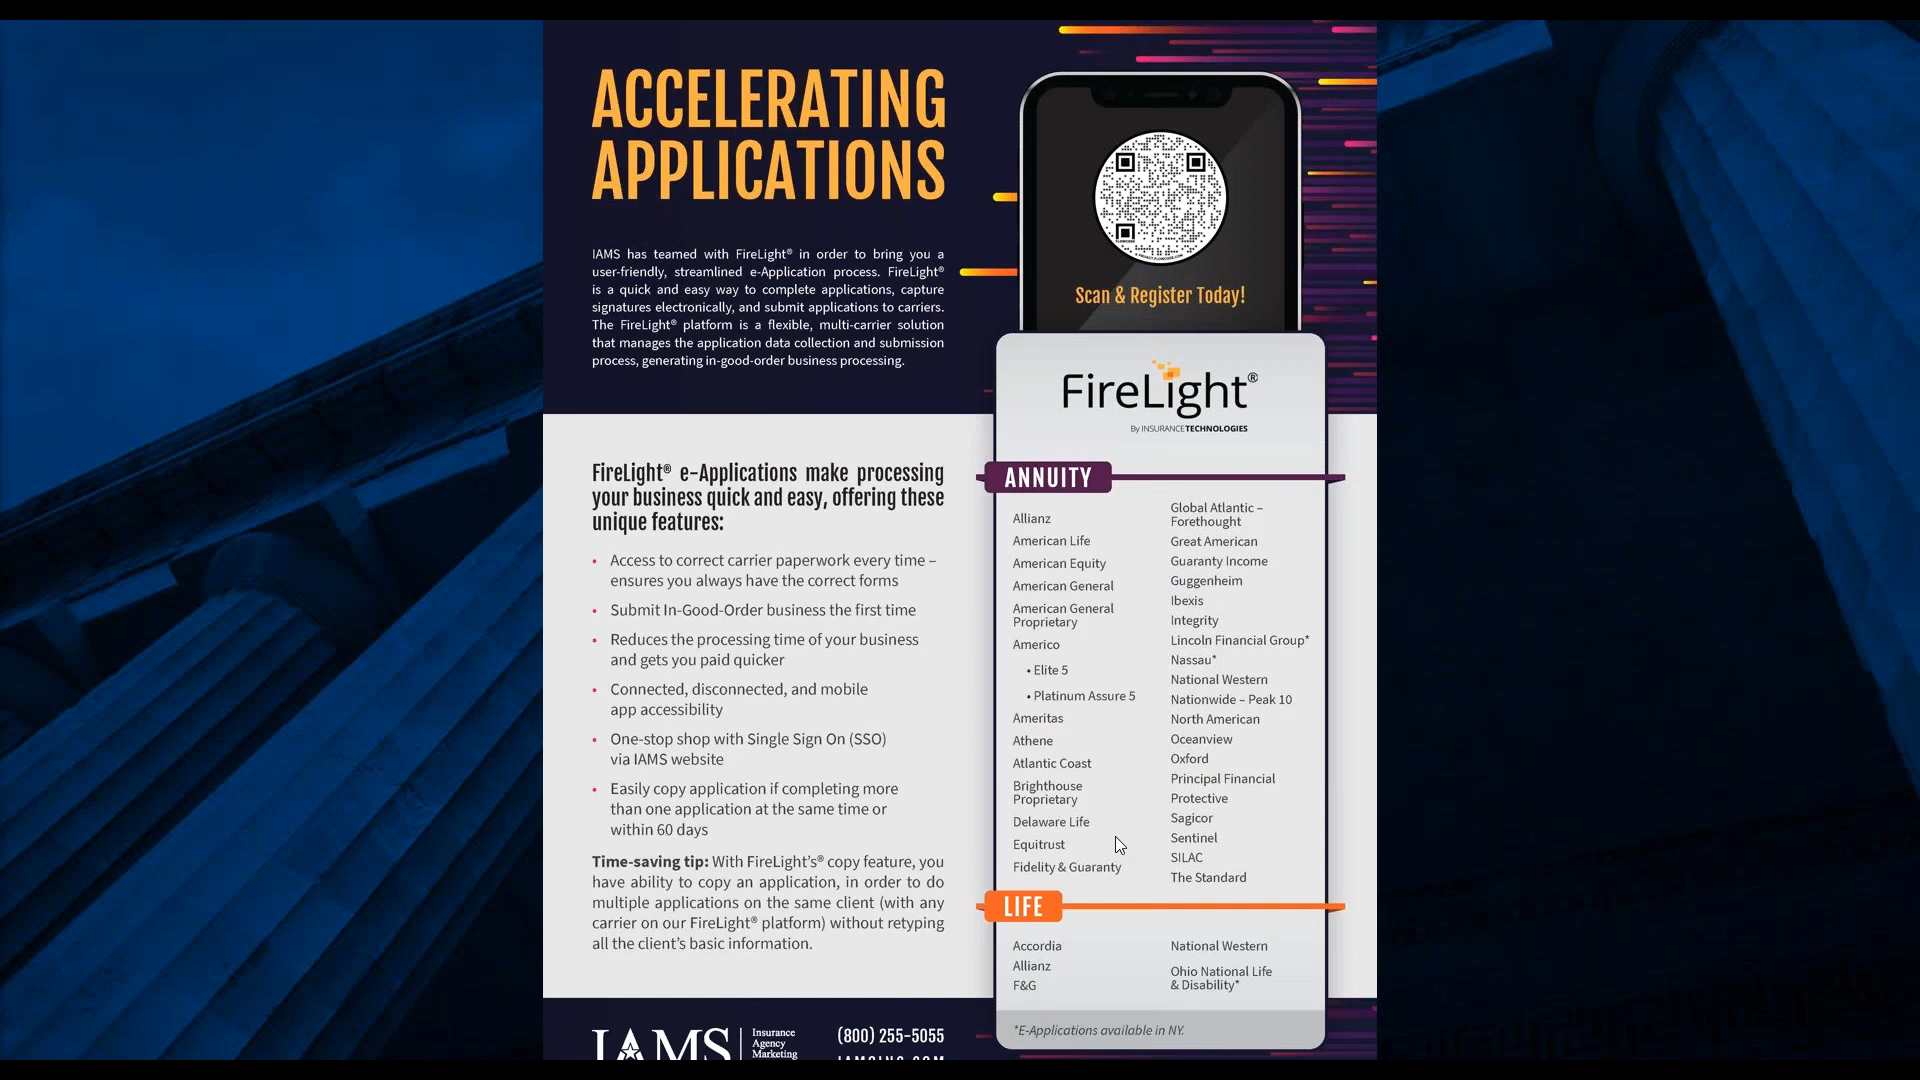 ACCELERATING
APPLICATIONS
IAMS has teamed with FireLight® in order to bring you a
user-friendly, streamlined e-Application process. FireLight®
is a quick and easy way to complete applications, capture
signatures electronically, and submit applications to carriers.
The FireLight® platform is a flexible, multi-carrier solution
that manages the application data collection and submission
process, generating in-good-order business processing.
Scan & Register Today!
FireLight®
By INSURANCETECHNOLOGIES
FireLight® e-Applications make processing
your business quick and easy, offering these
unique features:
• Access to correct carrier paperwork every time –
ensures you always have the correct forms
• Submit In-Good-Order business the first time
• Reduces the processing time of your business
and gets you paid quicker
• Connected, disconnected, and mobile
app accessibility
• One-stop shop with Single Sign On (SSO)
via IAMS website
• Easily copy application if completing more
than one application at the same time or
within 60 days
Time-saving tip: With FireLight's® copy feature, you
have ability to copy an application, in order to do
multiple applications on the same client (with any
carrier on our FireLight® platform) without retyping
all the client's basic information.
ANNUITY
Allianz
American Life
American Equity
American General
American General
Proprietary
Americo
• Elite 5
• Platinum Assure 5
Ameritas
Athene
Atlantic Coast
Brighthouse
Proprietary
Delaware Life
Equitrust
Fidelity & Guaranty
Global Atlantic –
Forethought
Great American
Guaranty Income
Guggenheim
Ibexis
Integrity
Lincoln Financial Group*
Nassau*
National Western
Nationwide – Peak 10
North American
Oceanview
Oxford
Principal Financial
Protective
Sagicor
Sentinel
SILAC
The Standard
LIFE
Accordia
Allianz
F&G
National Western
Ohio National Life
& Disability*
*E-Applications available in NY.
IAMS
Insurance
Agency
Marketing
(800) 255-5055